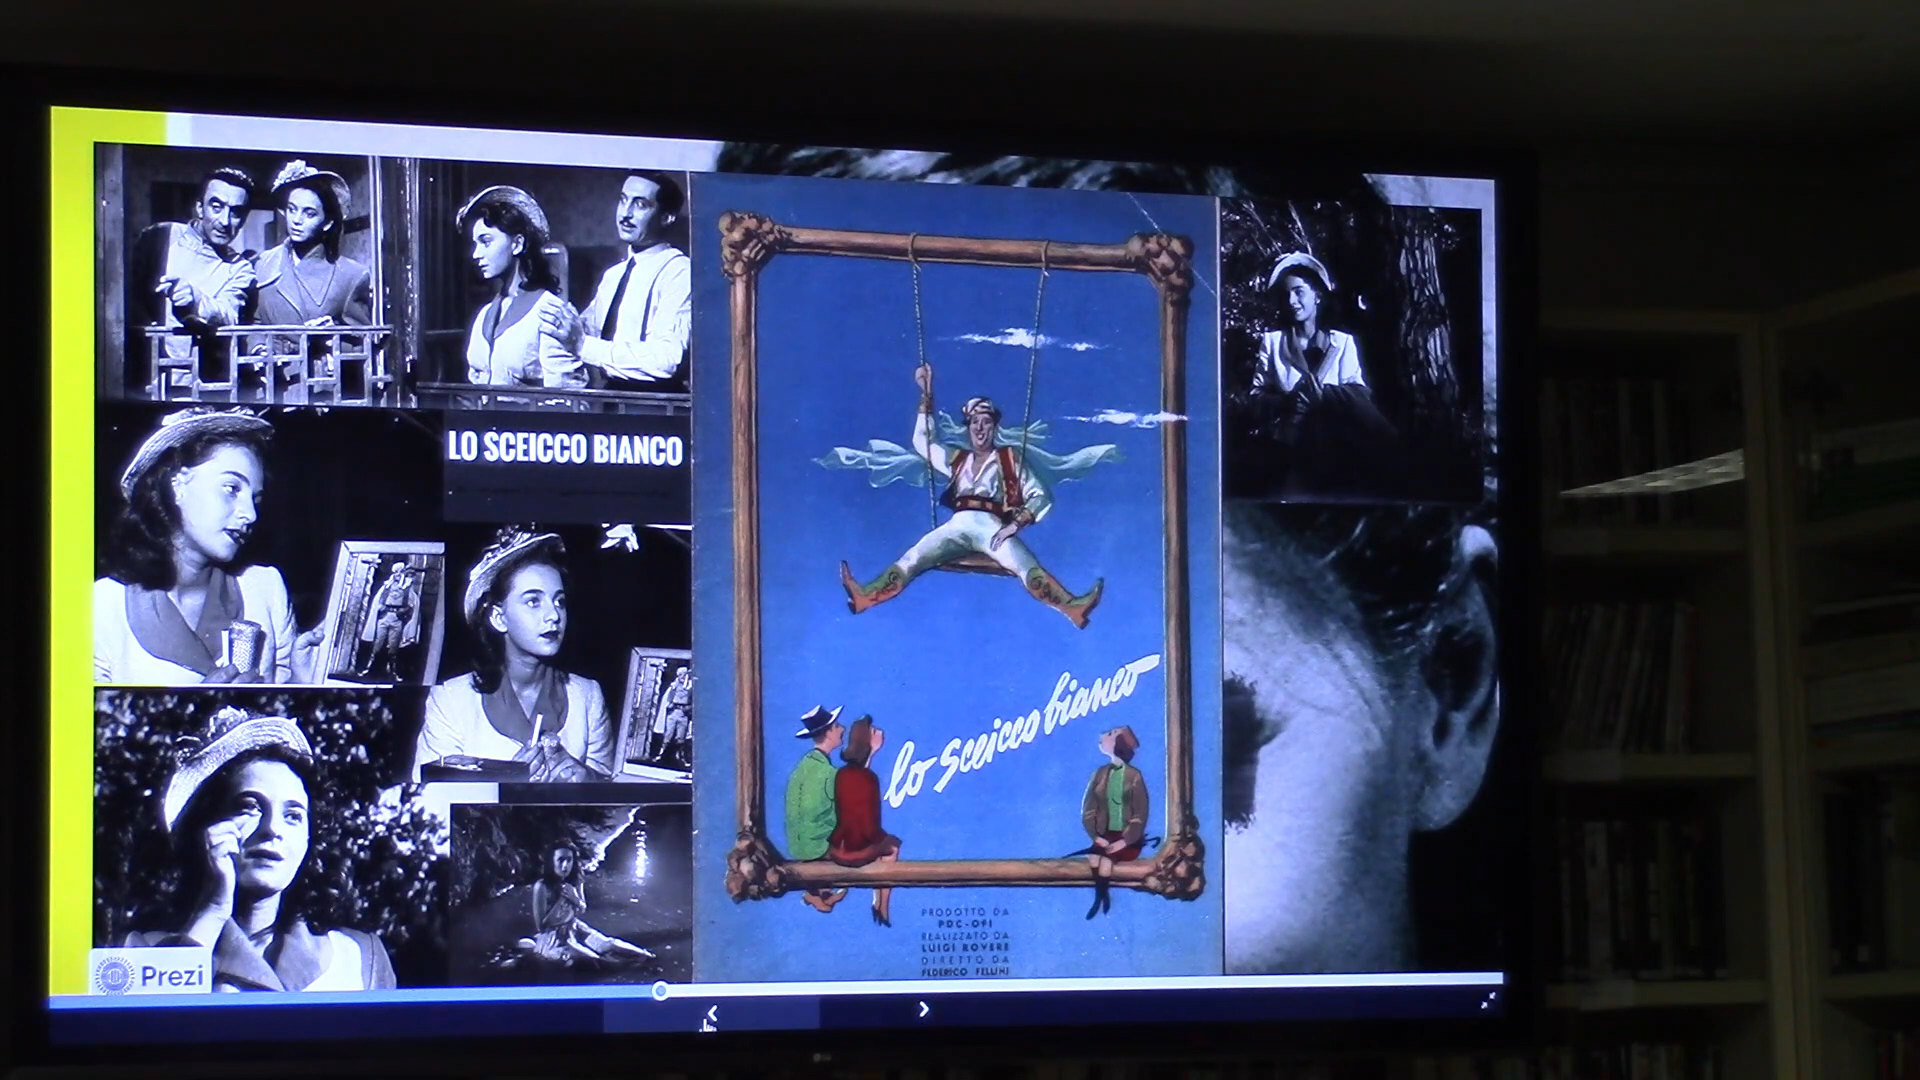 LO SCEICCO BIANCO
lo sceicco bianco
PRODOTTO DA
PDC-OFI
REALIZZATO DA
LUIGI ROVERE
DIRETTO DA
FEDERICO FELLINI
Prezi
LG